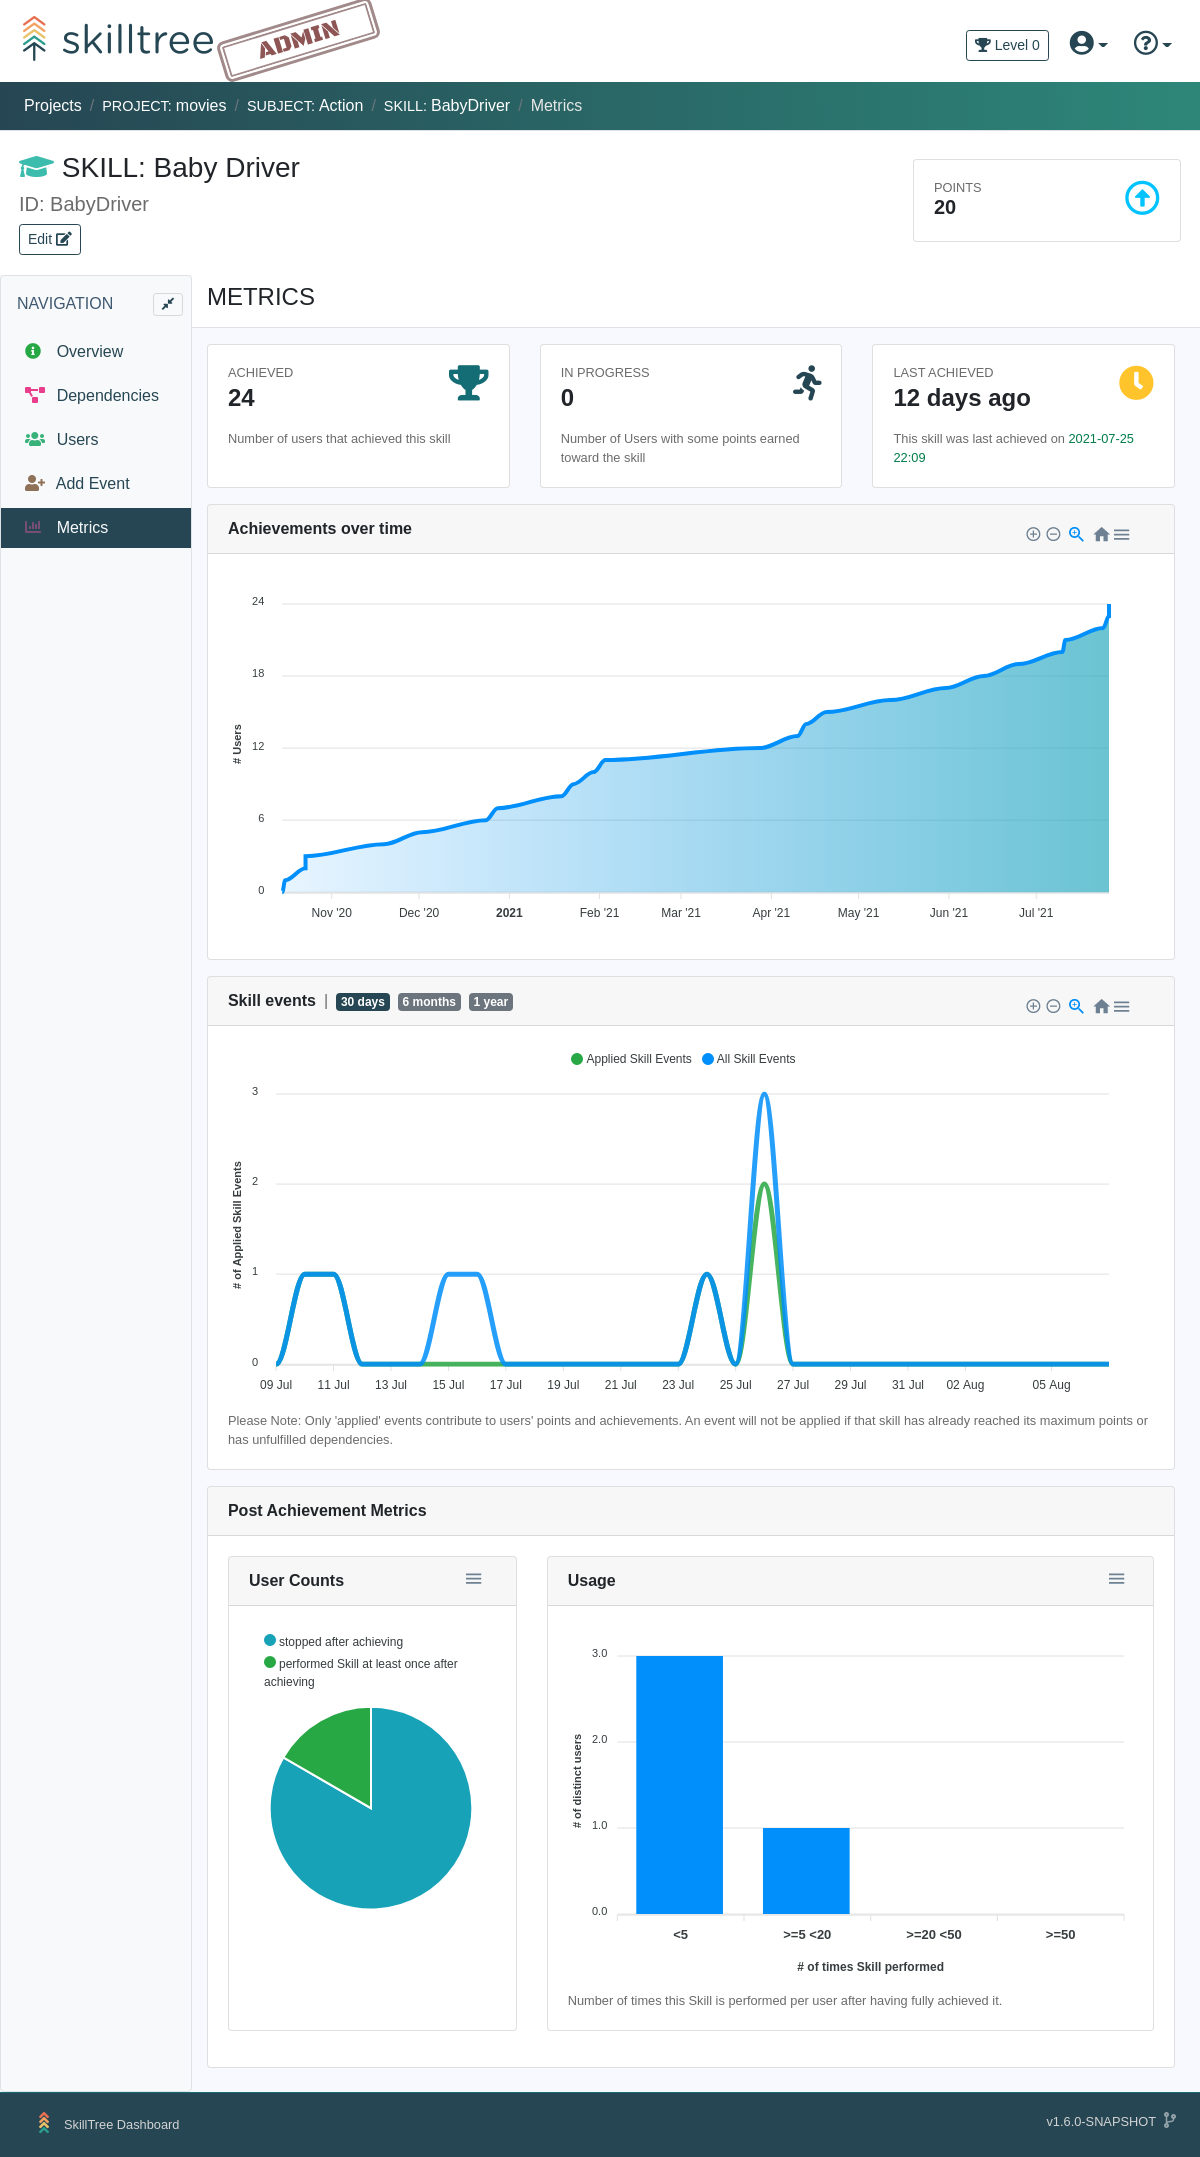 skilltree ADMIN
Level 0
Projects / PROJECT: movies / SUBJECT: Action / SKILL: BabyDriver / Metrics
SKILL: Baby Driver
ID: BabyDriver
Edit
POINTS
20
NAVIGATION
Overview
Dependencies
Users
Add Event
Metrics
METRICS
ACHIEVED
24
Number of users that achieved this skill
IN PROGRESS
0
Number of Users with some points earned
toward the skill
LAST ACHIEVED
12 days ago
This skill was last achieved on 2021-07-25
22:09
Achievements over time
24
18
12
6
0
# Users
Nov '20 Dec '20 2021 Feb '21 Mar '21 Apr '21 May '21 Jun '21 Jul '21
Skill events | 30 days 6 months 1 year
Applied Skill Events All Skill Events
3
2
1
0
# of Applied Skill Events
09 Jul 11 Jul 13 Jul 15 Jul 17 Jul 19 Jul 21 Jul 23 Jul 25 Jul 27 Jul 29 Jul 31 Jul 02 Aug 05 Aug
Please Note: Only 'applied' events contribute to users' points and achievements. An event will not be applied if that skill has already reached its maximum points or
has unfulfilled dependencies.
Post Achievement Metrics
User Counts
stopped after achieving
performed Skill at least once after
achieving
Usage
3.0
2.0
1.0
0.0
# of distinct users
<5 >=5 <20 >=20 <50 >=50
# of times Skill performed
Number of times this Skill is performed per user after having fully achieved it.
SkillTree Dashboard
v1.6.0-SNAPSHOT